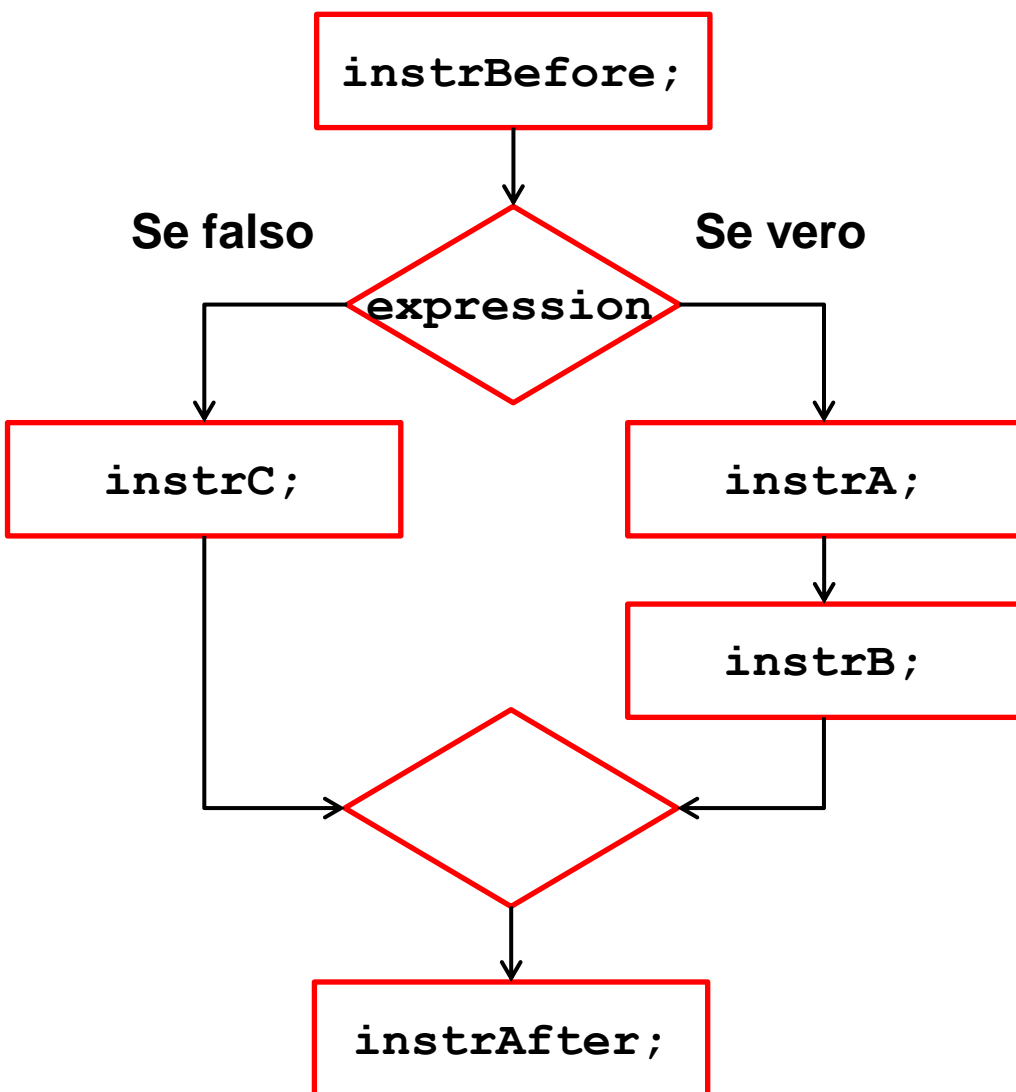 instrBefore;
Se falso
Se vero
expression
instrC;
instrA;
instrB;
instrAfter;